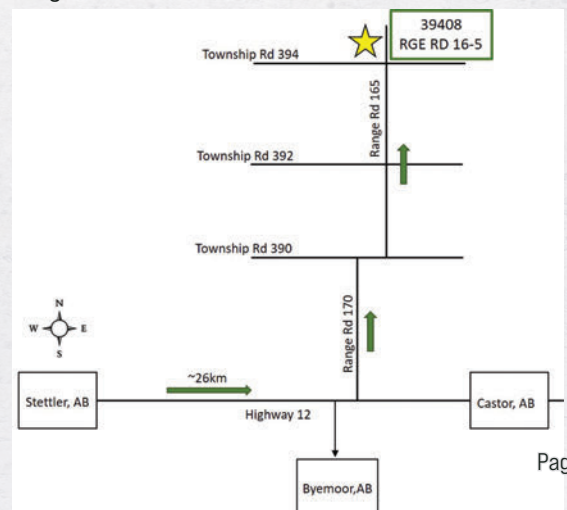 39408
RGE RD 16-5
Township Rd 394
Range Rd 165
Township Rd 392
Township Rd 390
N
W
E
S
Range Rd 170
~26km
Stettler, AB
Castor, AB
Highway 12
Byemoor,AB
Pag